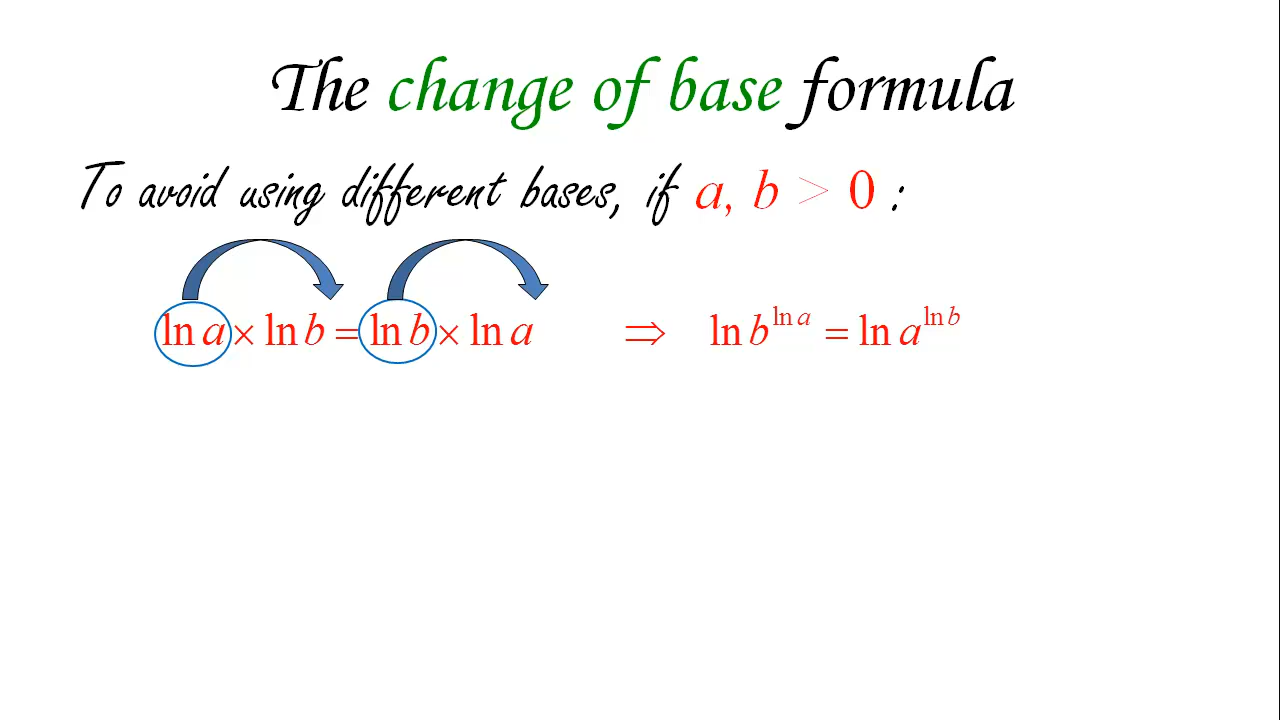 The change of base formula
To avoid using different bases, if a, b > 0 :
ln a × ln b = ln b × ln a ⇒ ln b^{ln a} = ln a^{ln b}